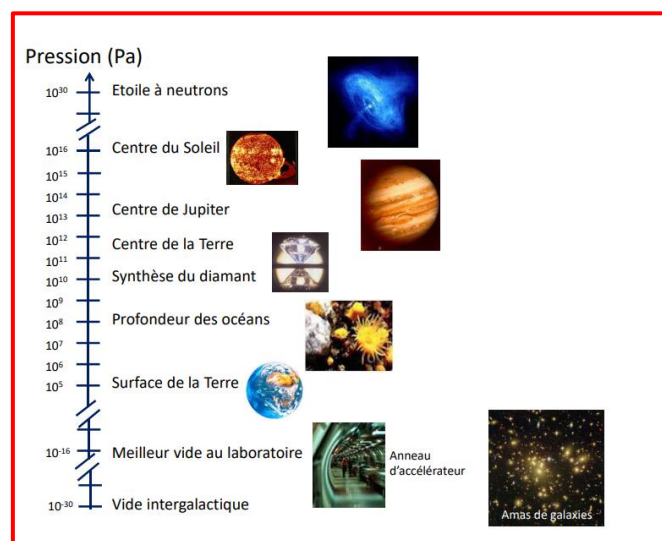 Pression (Pa)
10³⁰ Etoile à neutrons
10¹⁶ Centre du Soleil
10¹⁵
10¹⁴
10¹³ Centre de Jupiter
10¹² Centre de la Terre
10¹¹
10¹⁰ Synthèse du diamant
10⁹
10⁸ Profondeur des océans
10⁷
10⁶
10⁵ Surface de la Terre
10⁻¹⁶ Meilleur vide au laboratoire
Anneau
d'accélérateur
10⁻³⁰ Vide intergalactique
Amas de galaxies